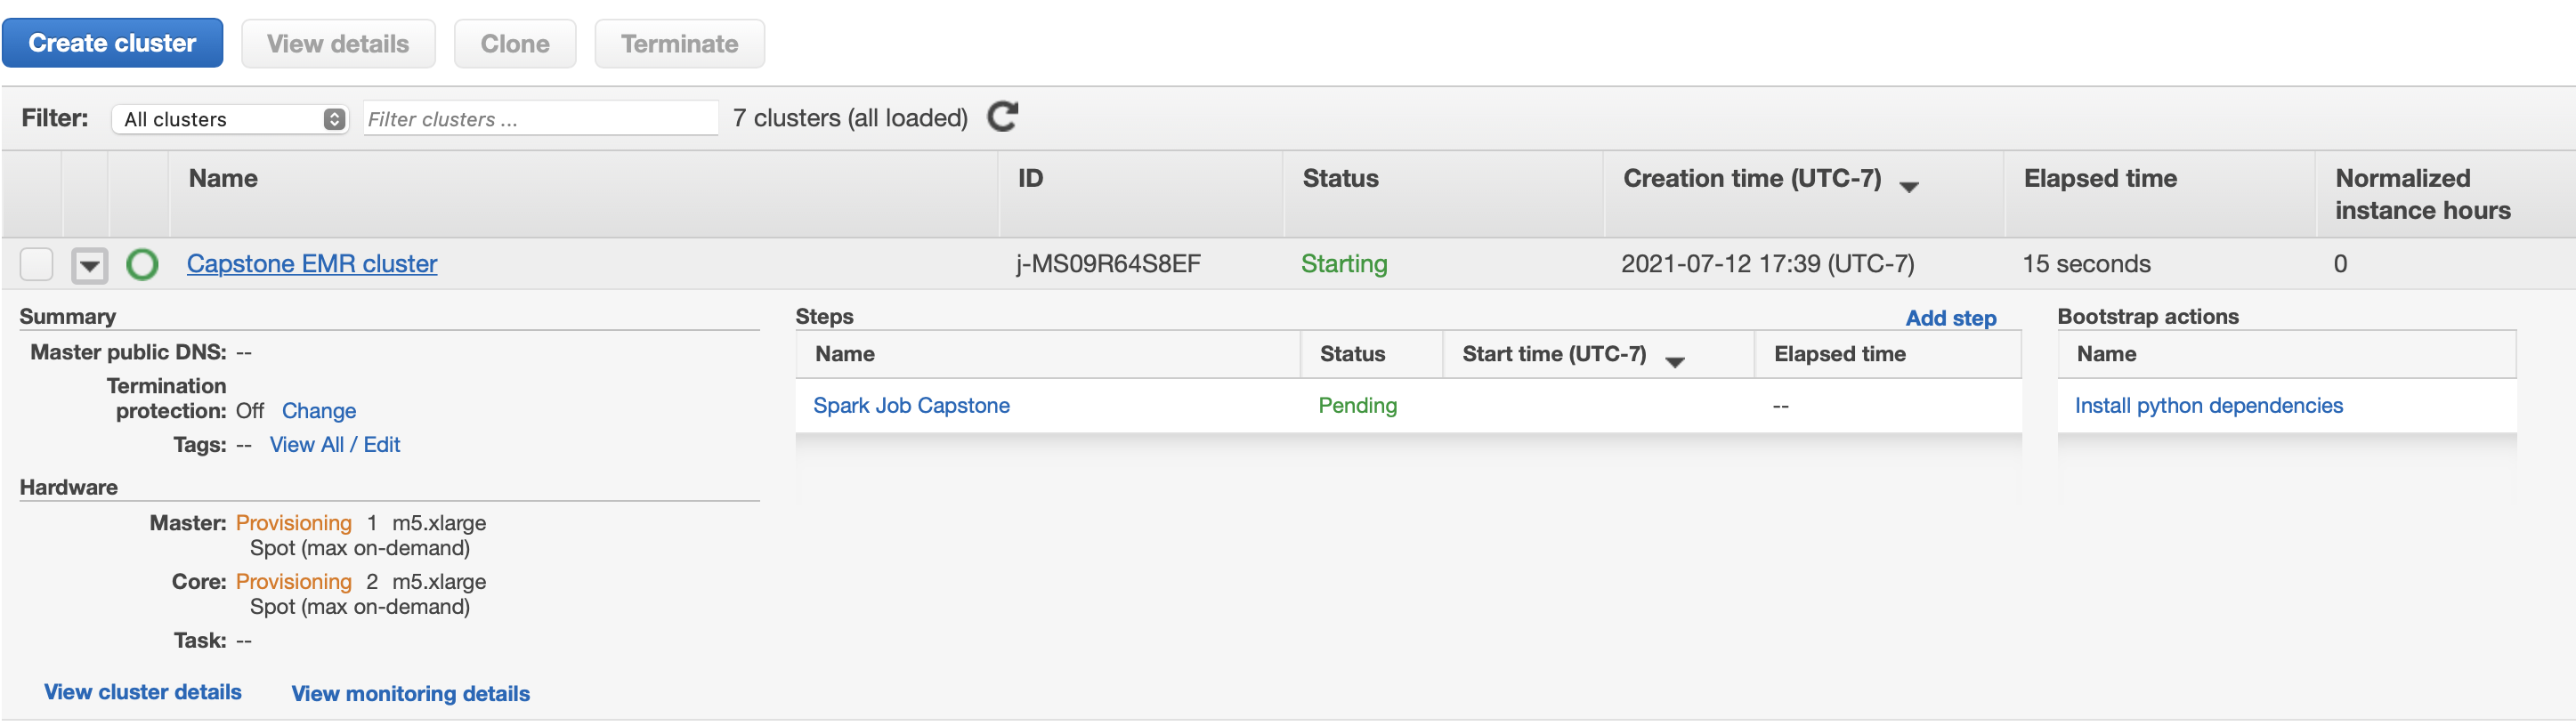 Create cluster View details Clone Terminate
Filter: All clusters Filter clusters ... 7 clusters (all loaded)
Name ID Status Creation time (UTC-7) Elapsed time Normalized instance hours
Capstone EMR cluster j-MS09R64S8EF Starting 2021-07-12 17:39 (UTC-7) 15 seconds 0
Summary
Master public DNS: --
Termination
protection: Off Change
Tags: -- View All / Edit
Hardware
Master: Provisioning 1 m5.xlarge
Spot (max on-demand)
Core: Provisioning 2 m5.xlarge
Spot (max on-demand)
Task: --
View cluster details View monitoring details
Steps Add step
Name Status Start time (UTC-7) Elapsed time
Spark Job Capstone Pending --
Bootstrap actions
Name
Install python dependencies